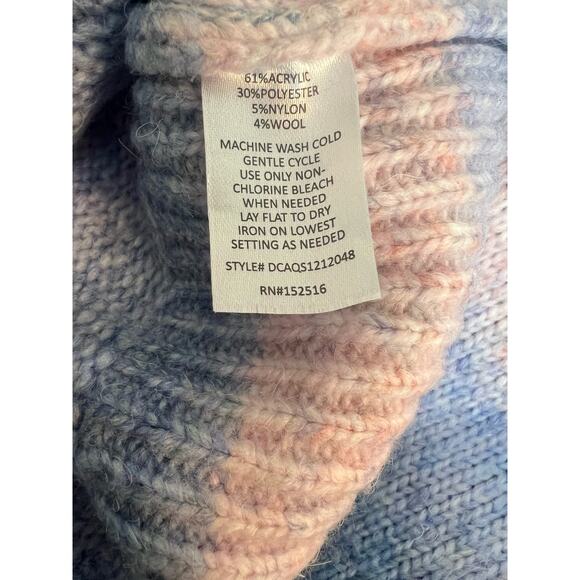 61%ACRYLIC
30%POLYESTER
5%NYLON
4%WOOL
MACHINE WASH COLD
GENTLE CYCLE
USE ONLY NON-
CHLORINE BLEACH
WHEN NEEDED
LAY FLAT TO DRY
IRON ON LOWEST
SETTING AS NEEDED
STYLE# DCAQS1212048
RN#152516